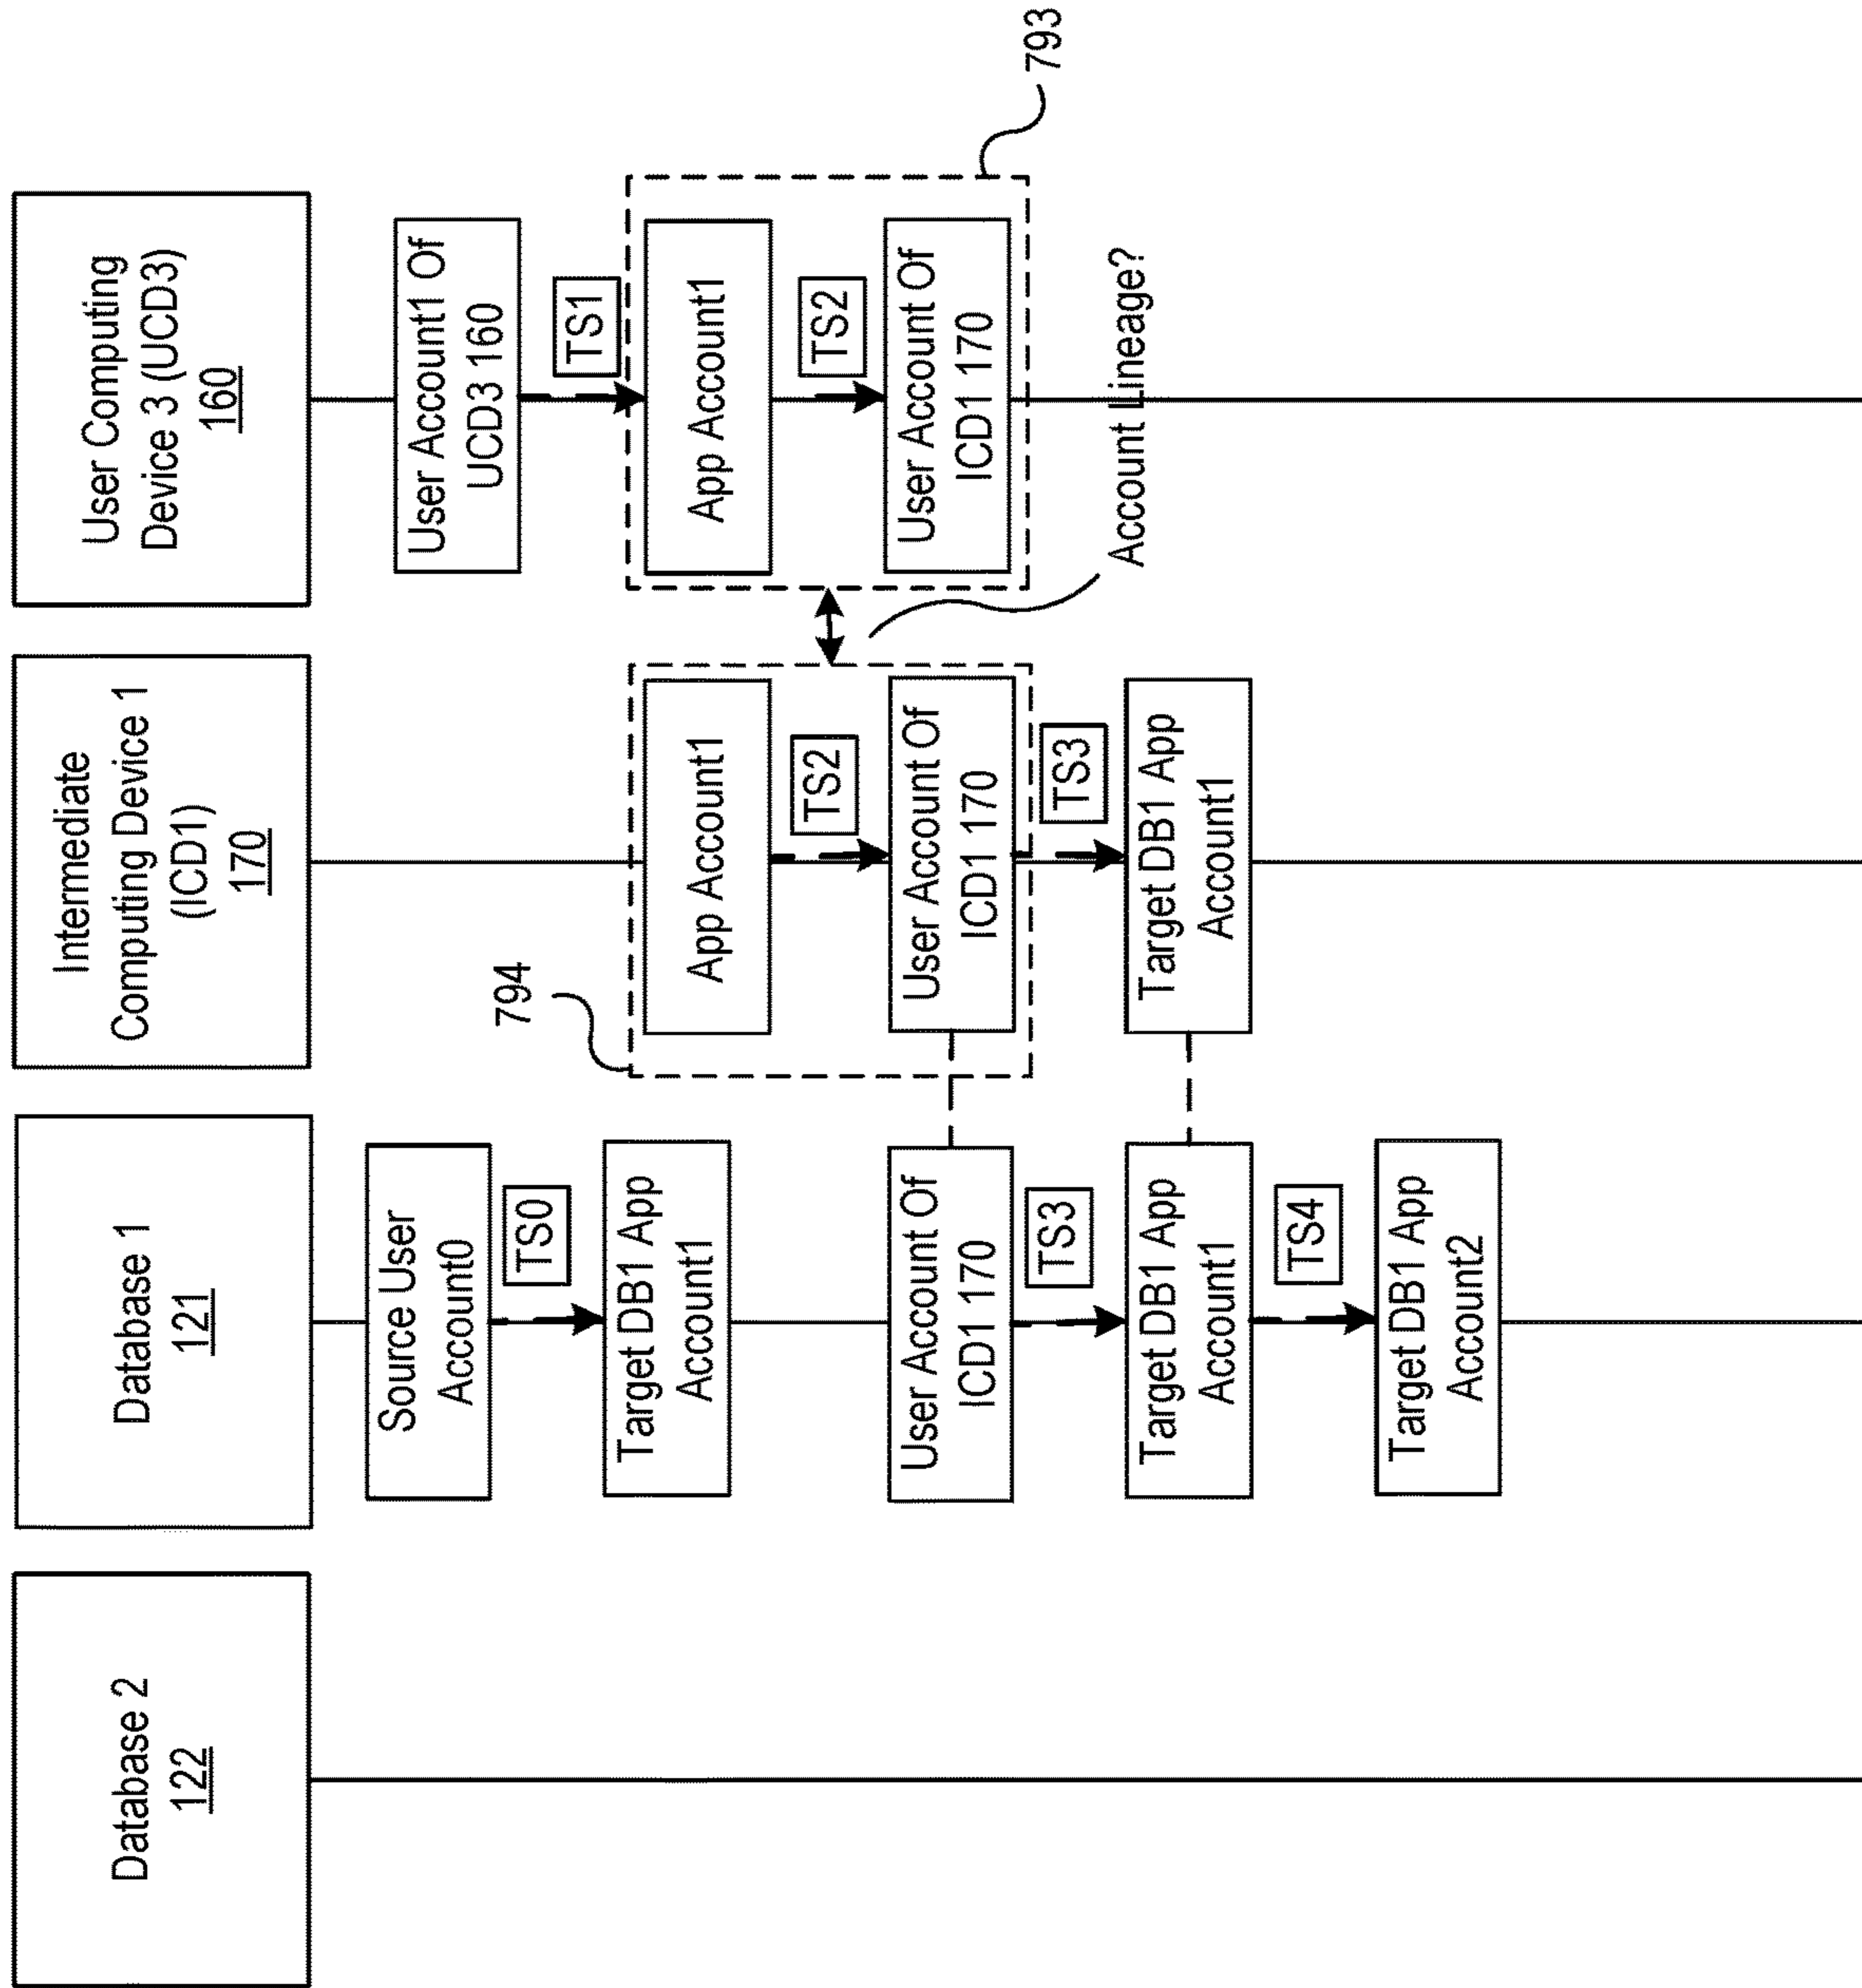 Database 2
122
Database 1
121
Intermediate
Computing Device 1
(ICD1)
170
User Computing
Device 3 (UCD3)
160
Source User
Account0
TS0
Target DB1 App
Account1
User Account Of
ICD1 170
TS3
Target DB1 App
Account1
TS4
Target DB1 App
Account2
794
App Account1
TS2
User Account Of
ICD1 170
TS3
Target DB1 App
Account1
User Account1 Of
UCD3 160
TS1
App Account1
TS2
User Account Of
ICD1 170
Account Lineage?
793